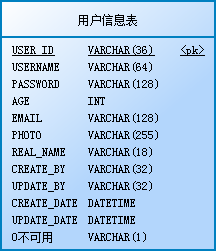 用户信息表
USER_ID VARCHAR(36) <pk>
USERNAME VARCHAR(64)
PASSWORD VARCHAR(128)
AGE INT
EMAIL VARCHAR(128)
PHOTO VARCHAR(255)
REAL_NAME VARCHAR(18)
CREATE_BY VARCHAR(32)
UPDATE_BY VARCHAR(32)
CREATE_DATE DATETIME
UPDATE_DATE DATETIME
0不可用 VARCHAR(1)